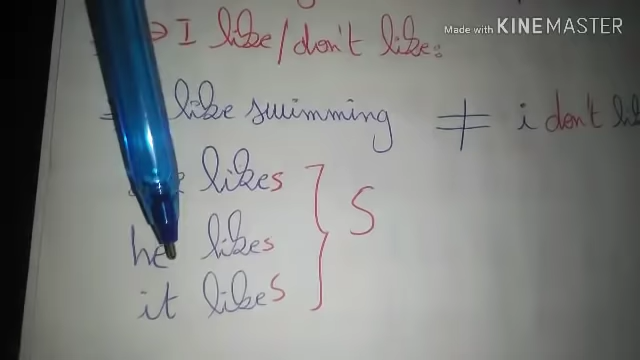 Made with KINEMASTER
I like/don't like:
like swimming ≠ i don't
likes
he likes
it likes
S